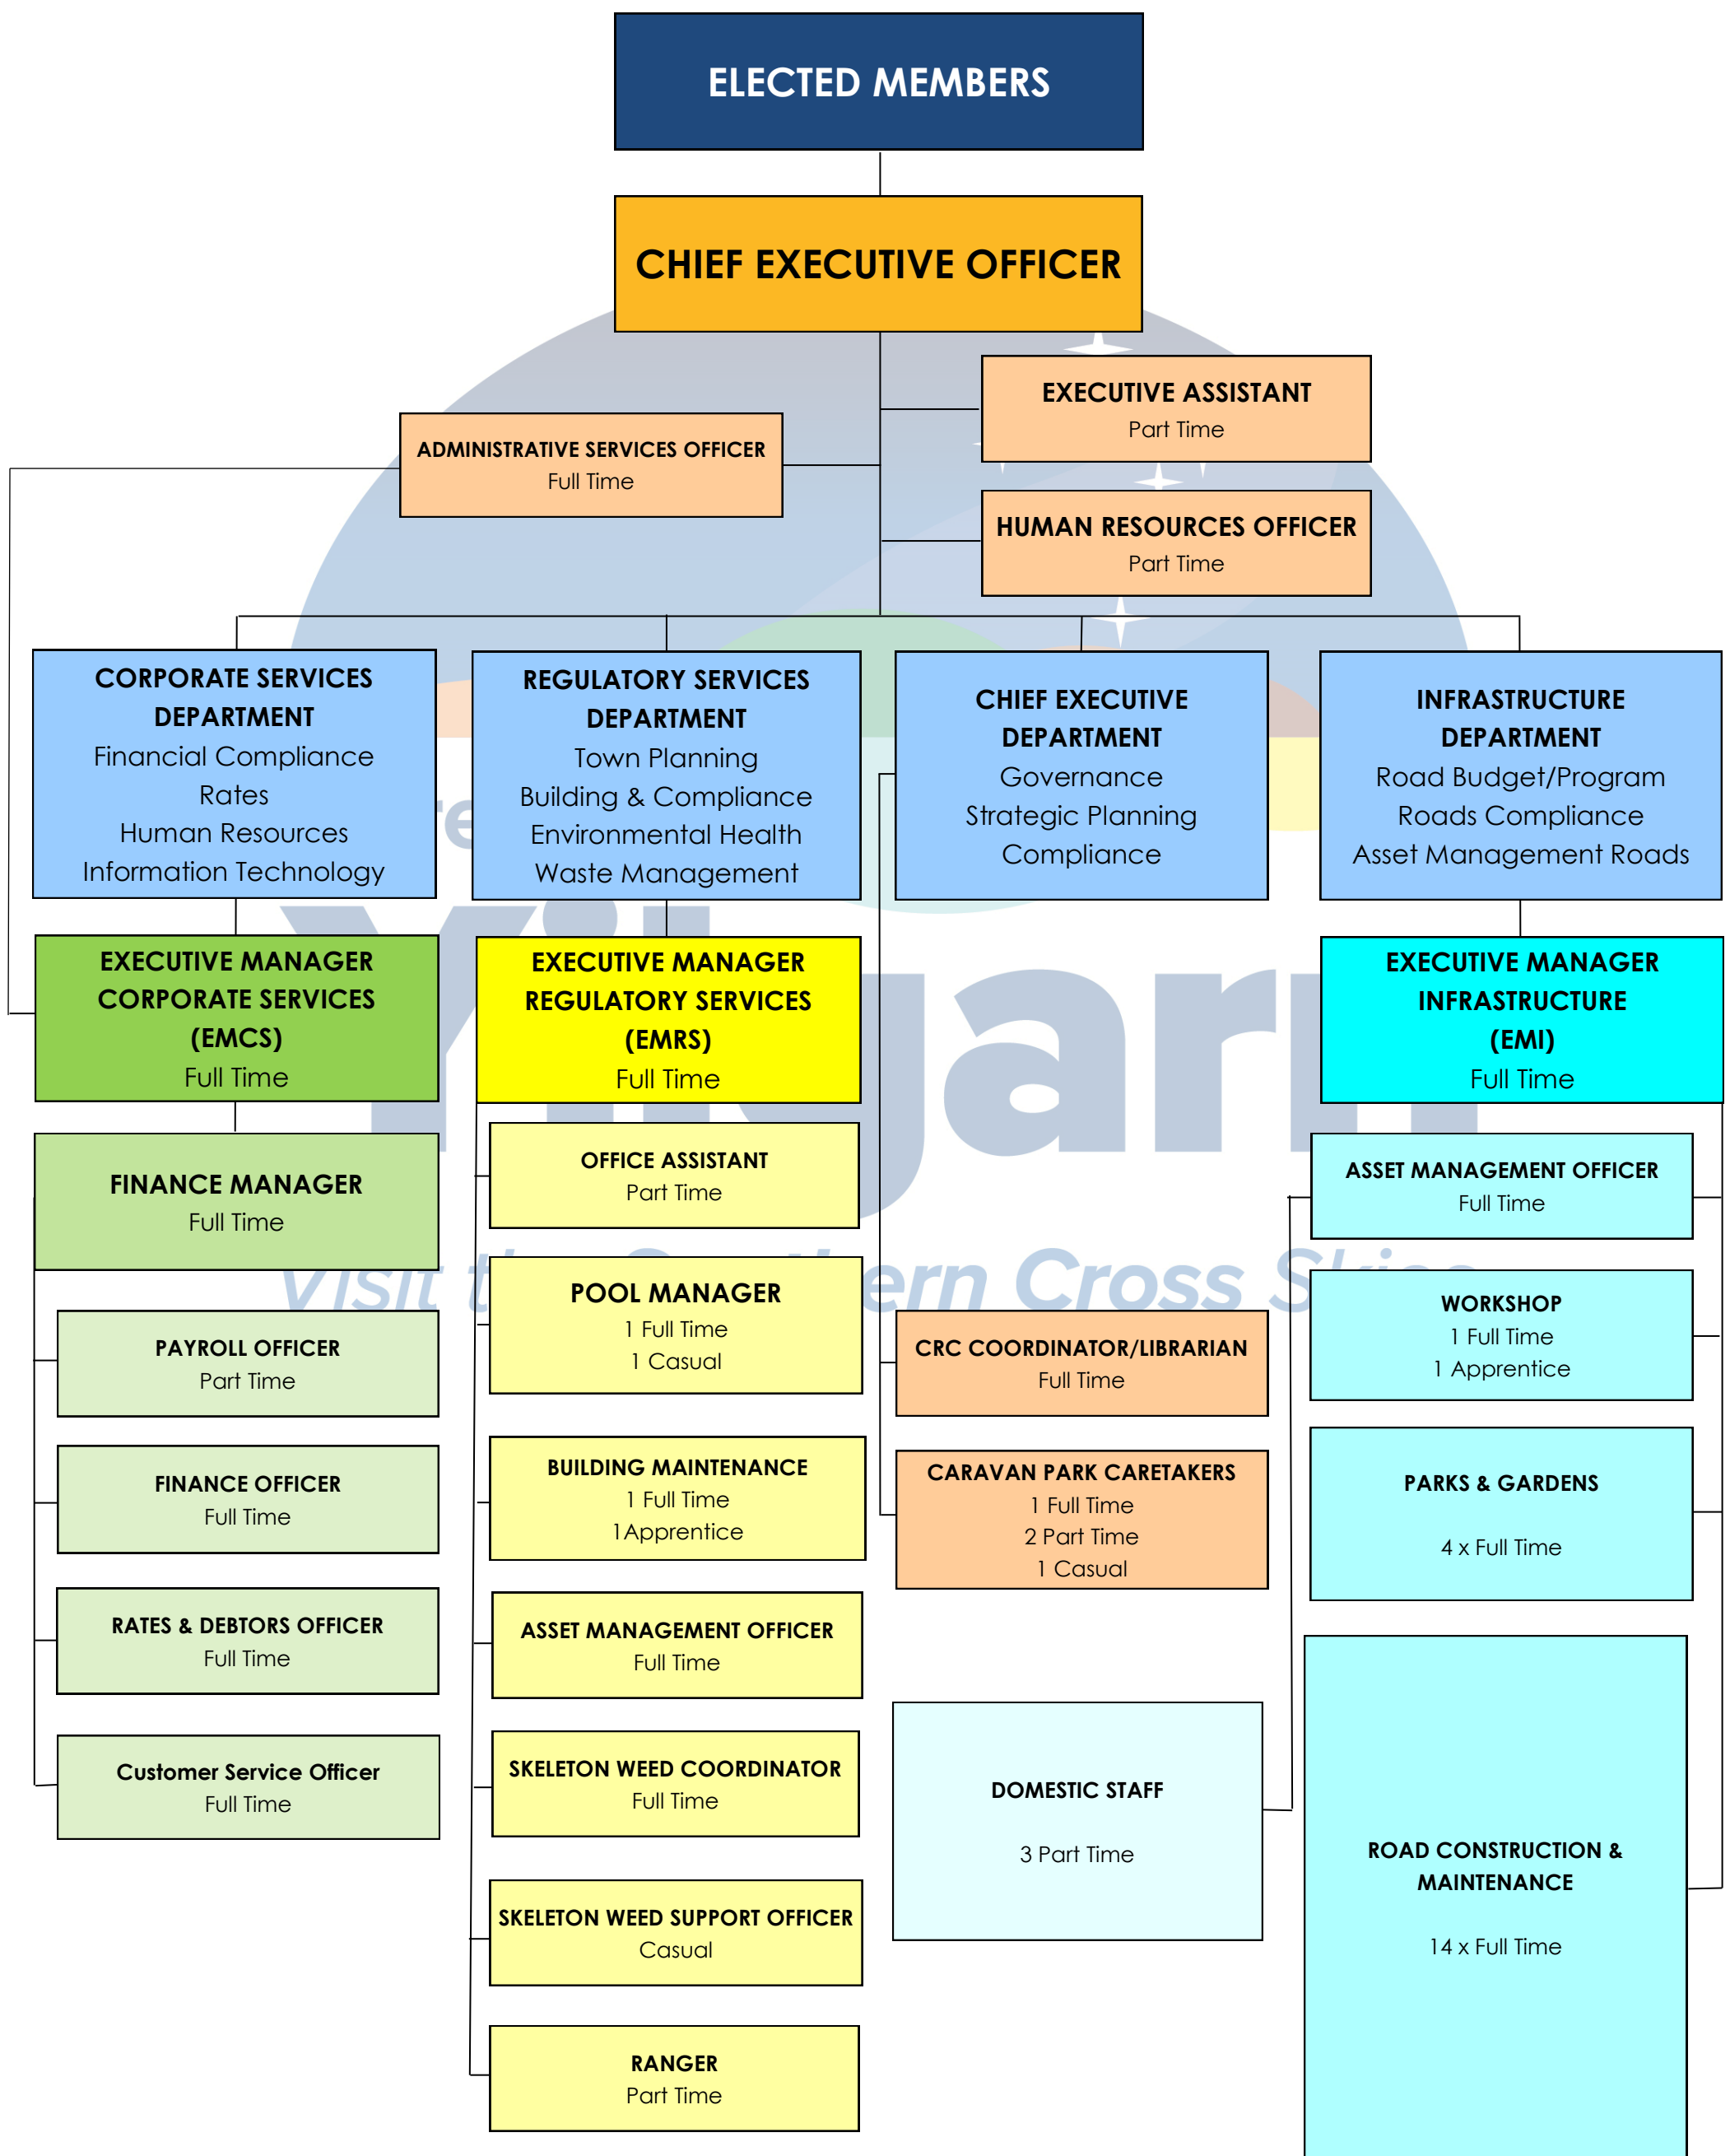 ELECTED MEMBERS
CHIEF EXECUTIVE OFFICER
EXECUTIVE ASSISTANT
Part Time
ADMINISTRATIVE SERVICES OFFICER
Full Time
HUMAN RESOURCES OFFICER
Part Time
CORPORATE SERVICES
DEPARTMENT
Financial Compliance
Rates
Human Resources
Information Technology
REGULATORY SERVICES
DEPARTMENT
Town Planning
Building & Compliance
Environmental Health
Waste Management
CHIEF EXECUTIVE
DEPARTMENT
Governance
Strategic Planning
Compliance
INFRASTRUCTURE
DEPARTMENT
Road Budget/Program
Roads Compliance
Asset Management Roads
EXECUTIVE MANAGER
CORPORATE SERVICES
(EMCS)
Full Time
EXECUTIVE MANAGER
REGULATORY SERVICES
(EMRS)
Full Time
EXECUTIVE MANAGER
INFRASTRUCTURE
(EMI)
Full Time
FINANCE MANAGER
Full Time
PAYROLL OFFICER
Part Time
FINANCE OFFICER
Full Time
RATES & DEBTORS OFFICER
Full Time
Customer Service Officer
Full Time
OFFICE ASSISTANT
Part Time
POOL MANAGER
1 Full Time
1 Casual
BUILDING MAINTENANCE
1 Full Time
1Apprentice
ASSET MANAGEMENT OFFICER
Full Time
SKELETON WEED COORDINATOR
Full Time
SKELETON WEED SUPPORT OFFICER
Casual
RANGER
Part Time
CRC COORDINATOR/LIBRARIAN
Full Time
CARAVAN PARK CARETAKERS
1 Full Time
2 Part Time
1 Casual
DOMESTIC STAFF
3 Part Time
ASSET MANAGEMENT OFFICER
Full Time
WORKSHOP
1 Full Time
1 Apprentice
PARKS & GARDENS
4 x Full Time
ROAD CONSTRUCTION &
MAINTENANCE
14 x Full Time
Yilgarn
Visit the Southern Cross Skies